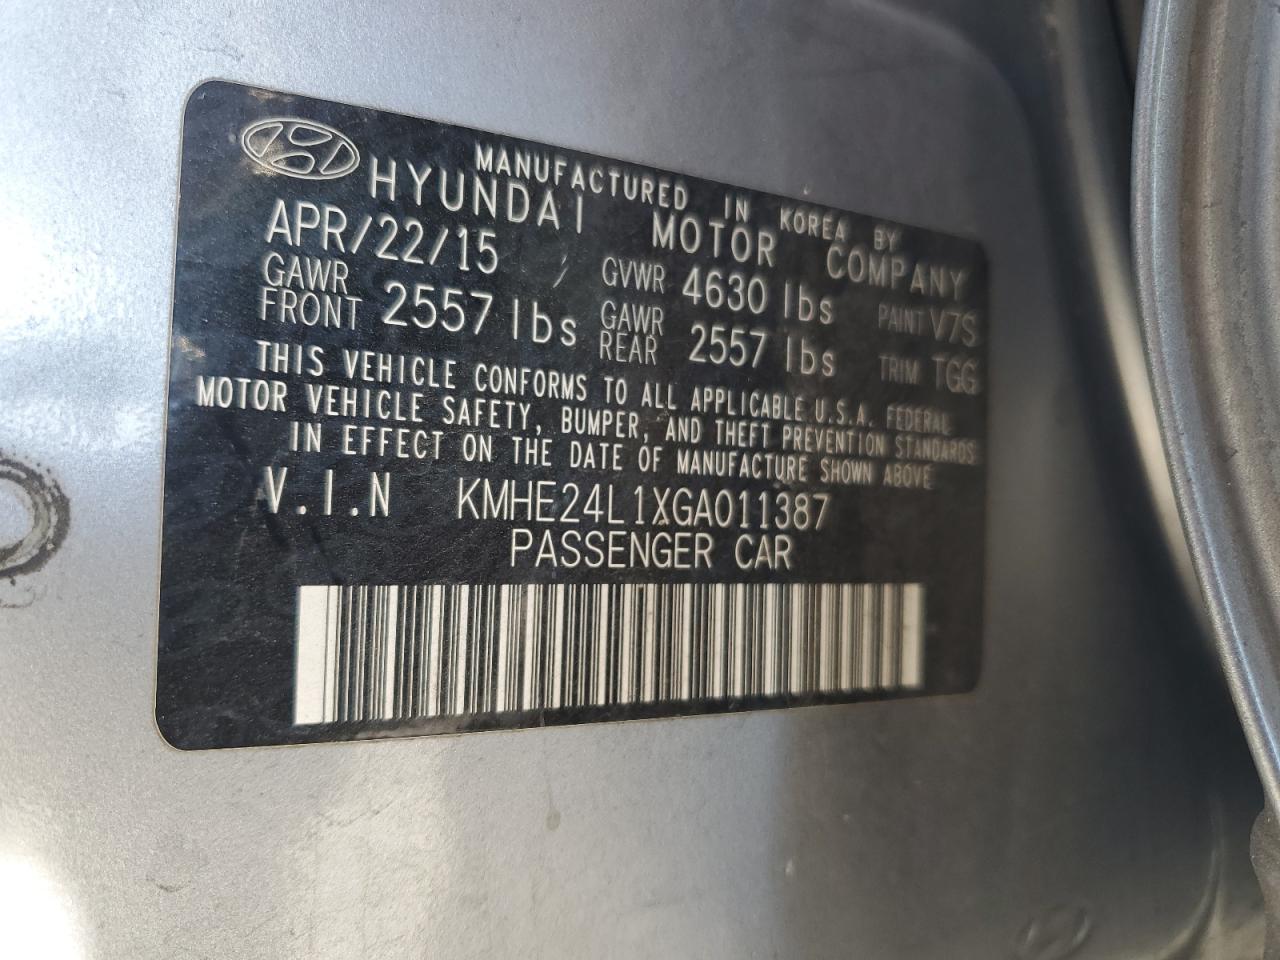 MANUFACTURED IN KOREA BY
HYUNDAI MOTOR COMPANY
APR/22/15
GAWR FRONT 2557 lbs GVWR 4630 lbs PAINT V7S
GAWR REAR 2557 lbs TRIM TGG
THIS VEHICLE CONFORMS TO ALL APPLICABLE U.S.A. FEDERAL
MOTOR VEHICLE SAFETY, BUMPER, AND THEFT PREVENTION STANDARDS
IN EFFECT ON THE DATE OF MANUFACTURE SHOWN ABOVE
V.I.N KMHE24L1XGA011387
PASSENGER CAR